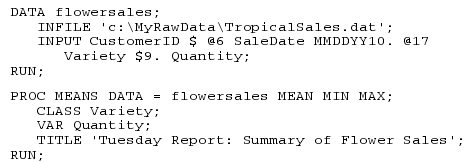 DATA flowersales;
INFILE 'c:\MyRawData\TropicalSales.dat';
INPUT CustomerID $ @6 SaleDate MMDDYY10. @17
Variety $9. Quantity;
RUN;
PROC MEANS DATA = flowersales MEAN MIN MAX;
CLASS Variety;
VAR Quantity;
TITLE 'Tuesday Report: Summary of Flower Sales';
RUN;